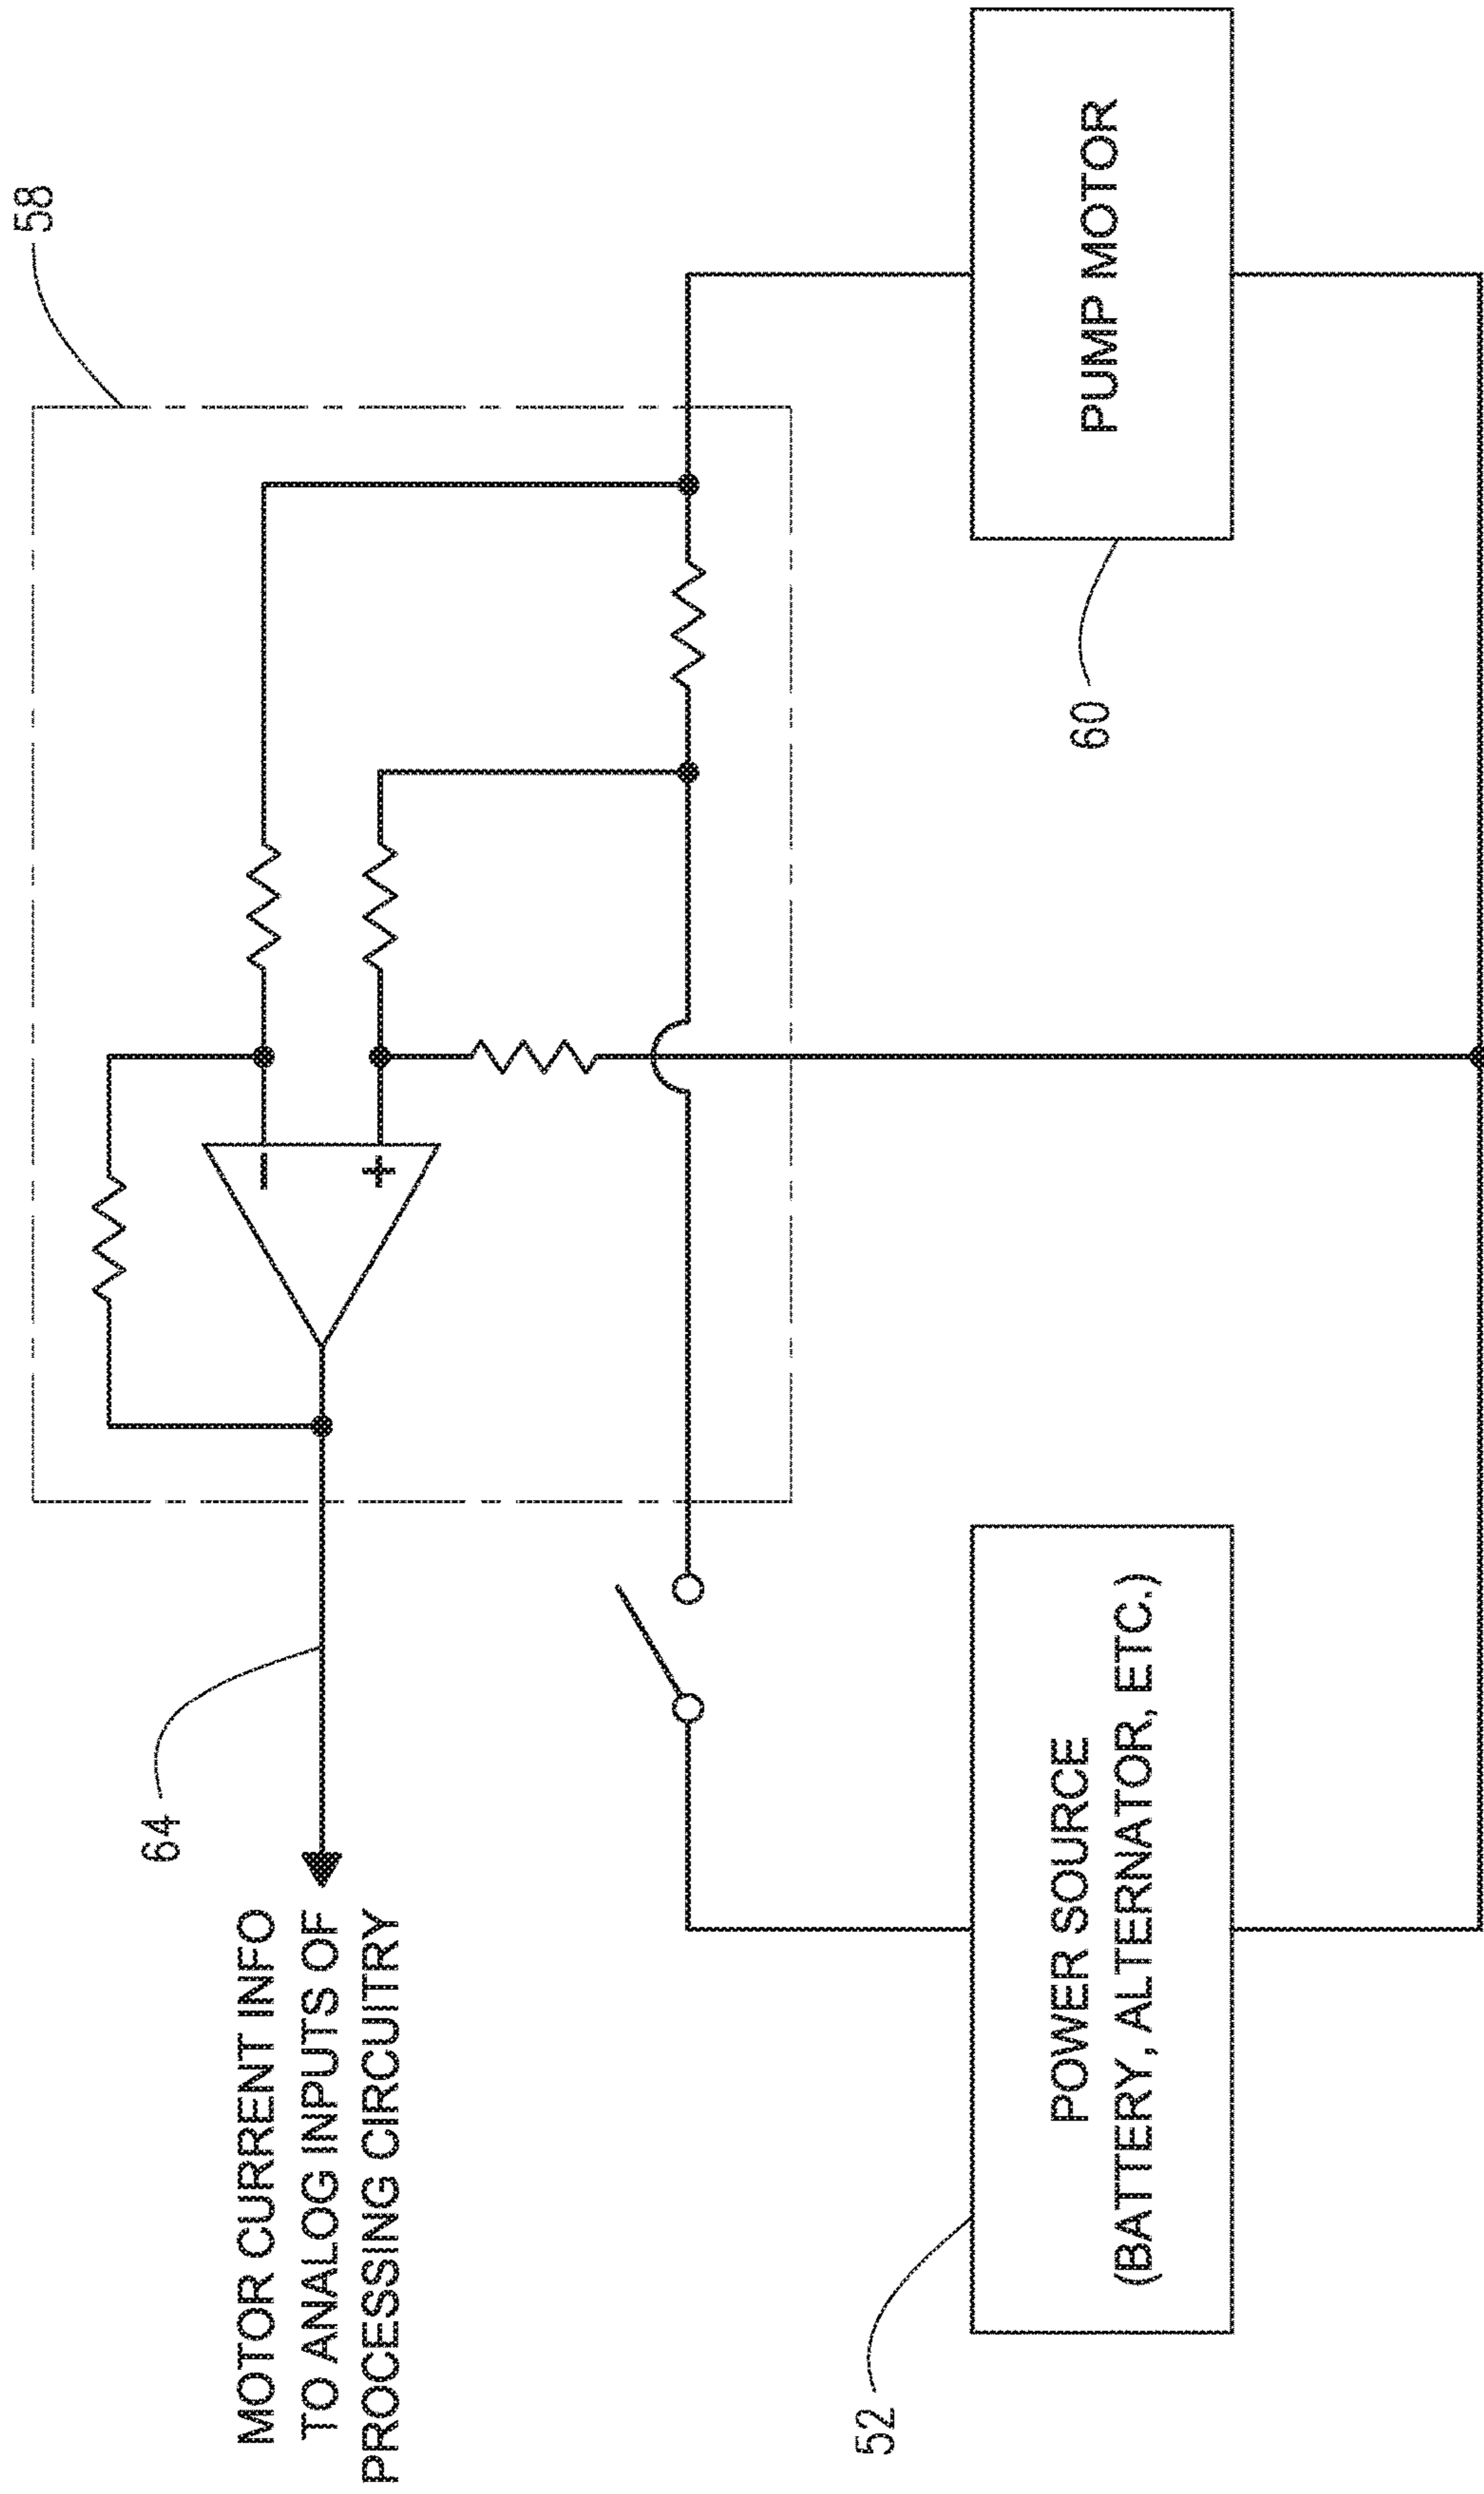 58
64
MOTOR CURRENT INFO
TO ANALOG INPUTS OF
PROCESSING CIRCUITRY
−
+
52
POWER SOURCE
(BATTERY, ALTERNATOR, ETC.)
60
PUMP MOTOR